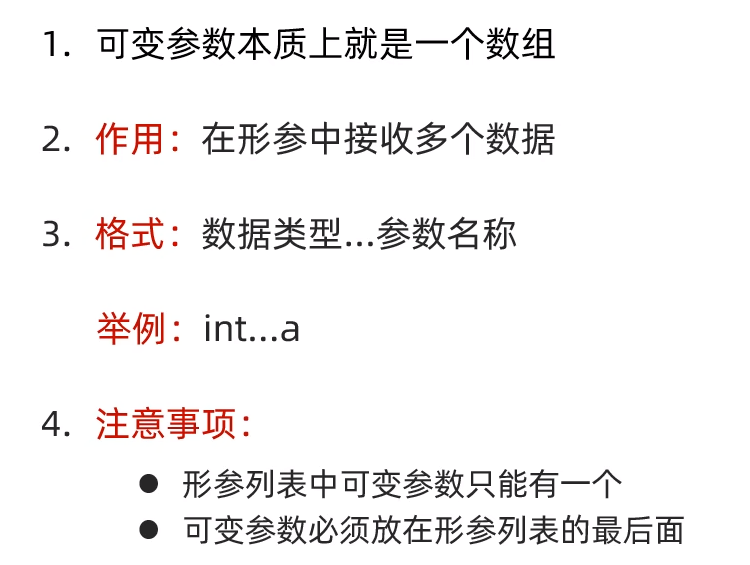 1. 可变参数本质上就是一个数组
2. 作用：在形参中接收多个数据
3. 格式：数据类型...参数名称
举例：int...a
4. 注意事项：
● 形参列表中可变参数只能有一个
● 可变参数必须放在形参列表的最后面